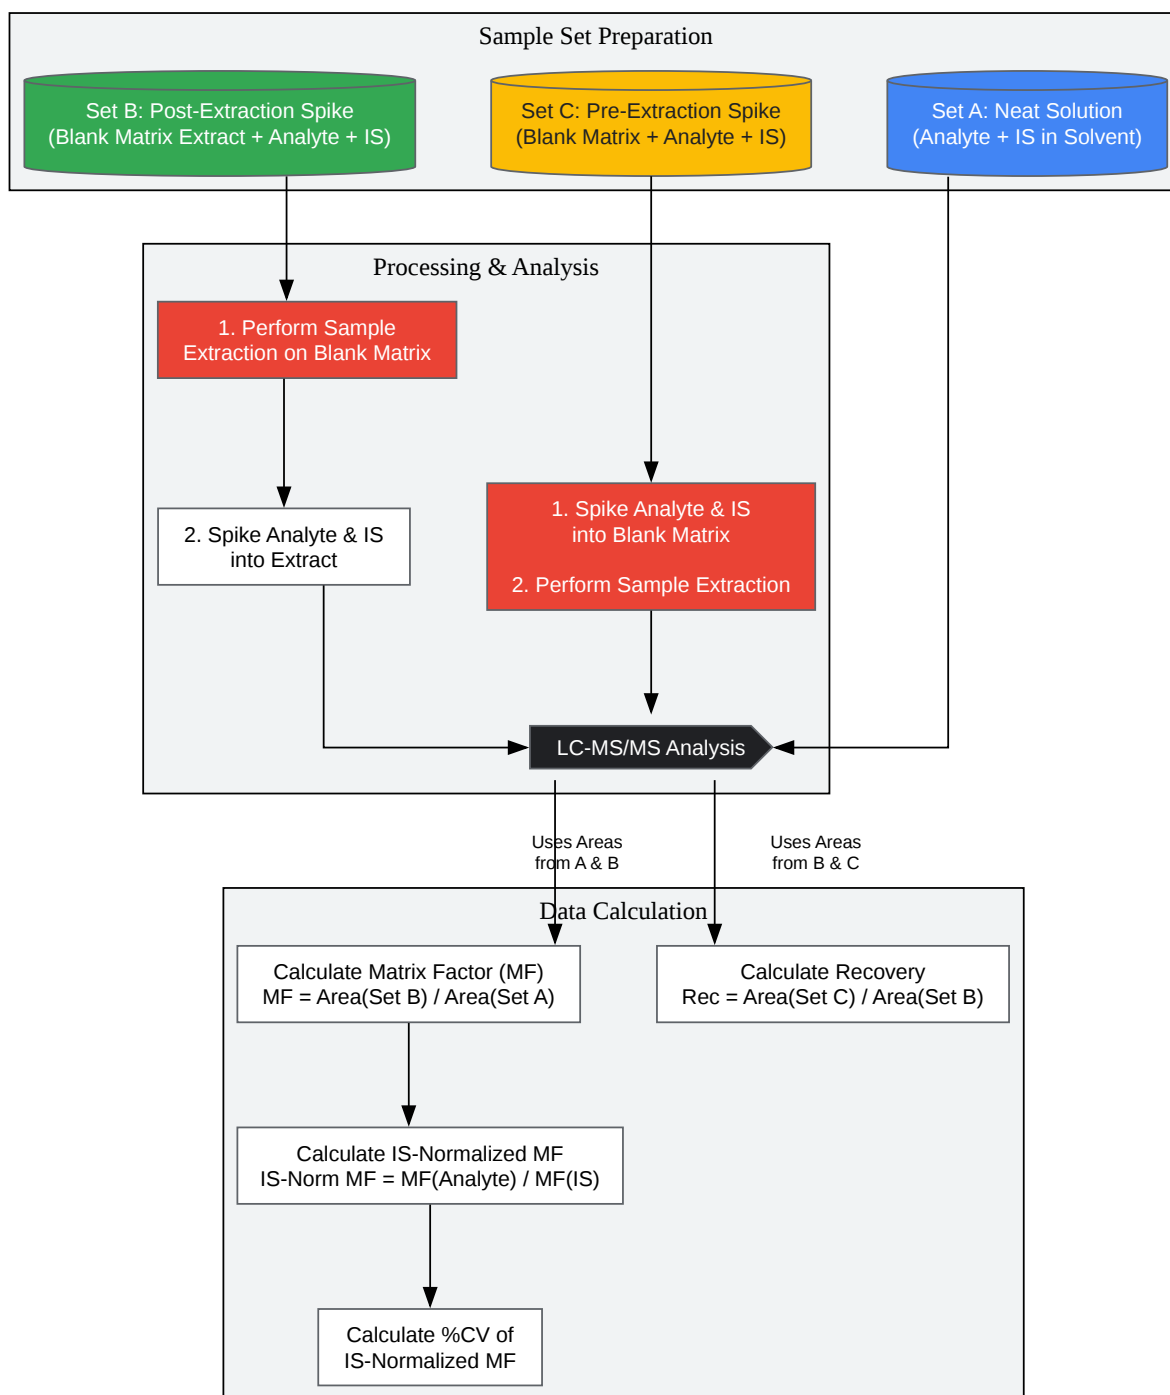 Sample Set Preparation
Set B: Post-Extraction Spike
(Blank Matrix Extract + Analyte + IS)
Set C: Pre-Extraction Spike
(Blank Matrix + Analyte + IS)
Set A: Neat Solution
(Analyte + IS in Solvent)
Processing & Analysis
1. Perform Sample
Extraction on Blank Matrix
2. Spike Analyte & IS
into Extract
1. Spike Analyte & IS
into Blank Matrix
2. Perform Sample Extraction
LC-MS/MS Analysis
Uses Areas
from A & B
Uses Areas
from B & C
Data Calculation
Calculate Matrix Factor (MF)
MF = Area(Set B) / Area(Set A)
Calculate Recovery
Rec = Area(Set C) / Area(Set B)
Calculate IS-Normalized MF
IS-Norm MF = MF(Analyte) / MF(IS)
Calculate %CV of
IS-Normalized MF